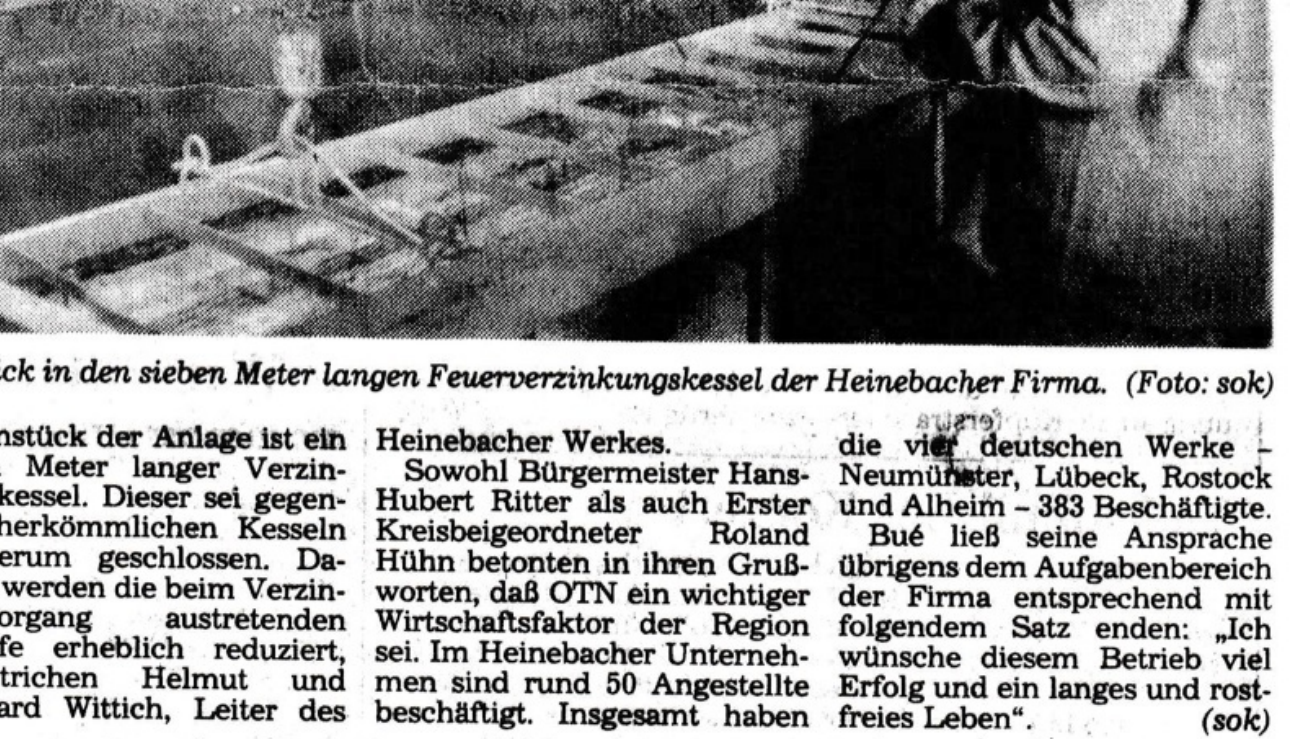 ck in den sieben Meter langen Feuerverzinkungskessel der Heinebacher Firma. (Foto: sok)
nstück der Anlage ist ein
Meter langer Verzin-
kessel. Dieser sei gegen-
herkömmlichen Kesseln
erum geschlossen. Da-
werden die beim Verzin-
organg austretenden
fe erheblich reduziert,
trichen Helmut und
ard Wittich, Leiter des
Heinebacher Werkes.
Sowohl Bürgermeister Hans-
Hubert Ritter als auch Erster
Kreisbeigeordneter Roland
Hühn betonten in ihren Gruß-
worten, daß OTN ein wichtiger
Wirtschaftsfaktor der Region
sei. Im Heinebacher Unterneh-
men sind rund 50 Angestellte
beschäftigt. Insgesamt haben
die vier deutschen Werke –
Neumünster, Lübeck, Rostock
und Alheim – 383 Beschäftigte.
Bué ließ seine Ansprache
übrigens dem Aufgabenbereich
der Firma entsprechend mit
folgendem Satz enden: „Ich
wünsche diesem Betrieb viel
Erfolg und ein langes und rost-
freies Leben“. (sok)